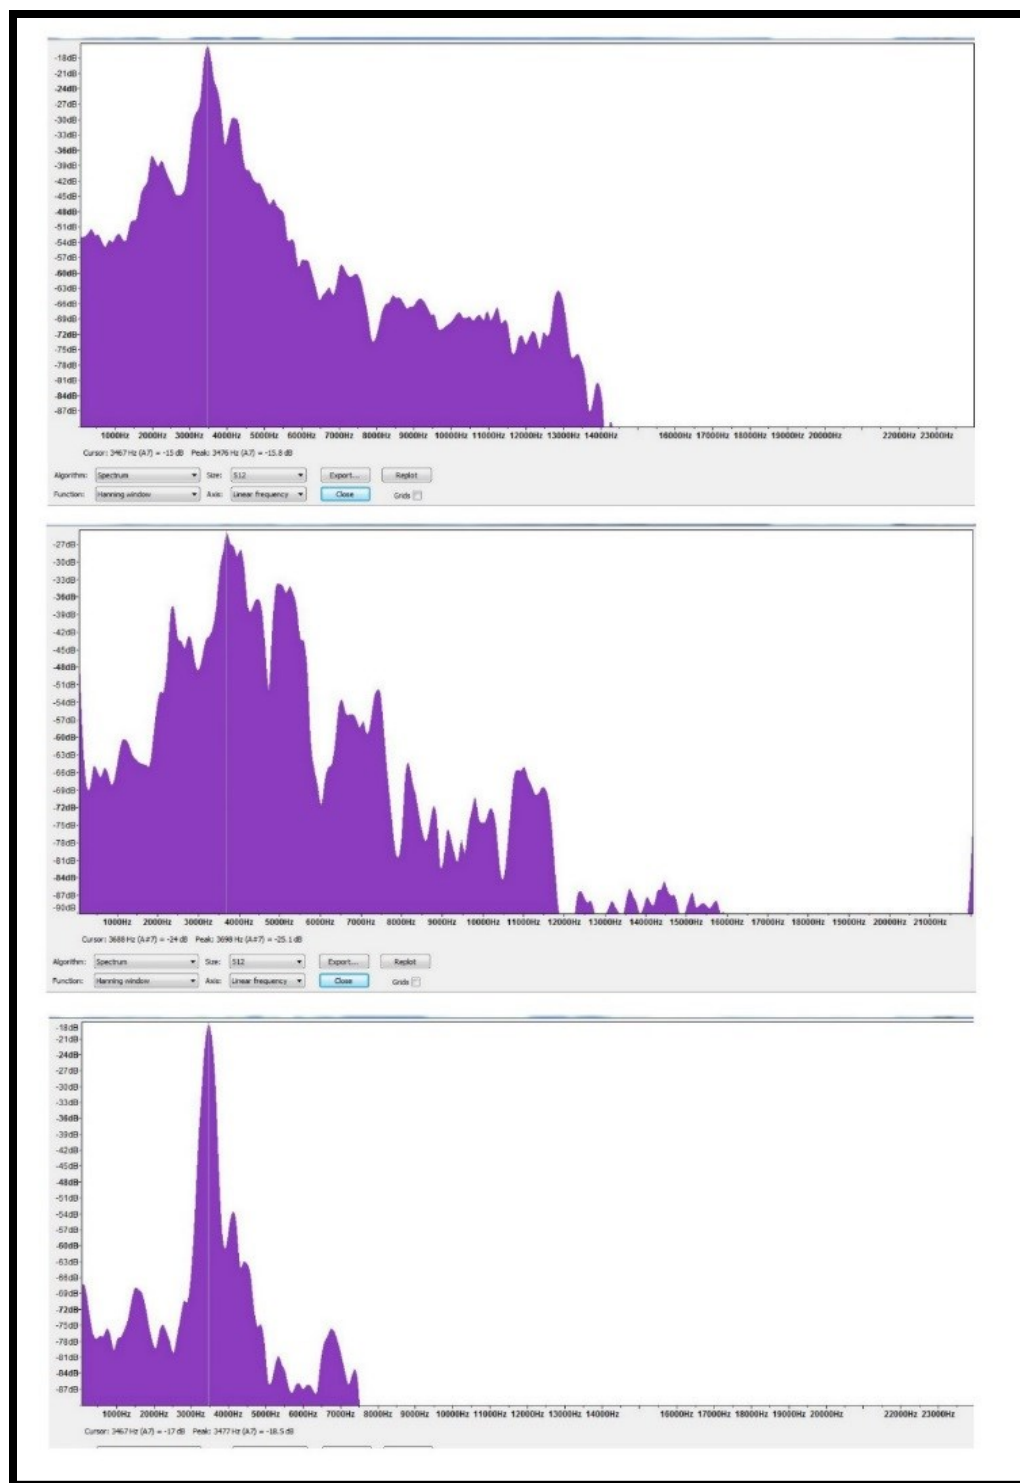 -18dB
-21dB
-24dB
-27dB
-30dB
-33dB
-36dB
-39dB
-42dB
-45dB
-48dB
-51dB
-54dB
-57dB
-60dB
-63dB
-66dB
-69dB
-72dB
-75dB
-78dB
-81dB
-84dB
-87dB
1000Hz 2000Hz 3000Hz 4000Hz 5000Hz 6000Hz 7000Hz 8000Hz 9000Hz 10000Hz 11000Hz 12000Hz 13000Hz 14000Hz 16000Hz 17000Hz 18000Hz 19000Hz 20000Hz 22000Hz 23000Hz
Cursor: 3467 Hz (A7) = -15 dB Peak: 3476 Hz (A7) = -15.8 dB
Algorithm: Spectrum Size: 512 Export... Replot
Function: Hanning window Axis: Linear frequency Close Grids
-27dB
-30dB
-33dB
-36dB
-39dB
-42dB
-45dB
-48dB
-51dB
-54dB
-57dB
-60dB
-63dB
-66dB
-69dB
-72dB
-75dB
-78dB
-81dB
-84dB
-87dB
-90dB
1000Hz 2000Hz 3000Hz 4000Hz 5000Hz 6000Hz 7000Hz 8000Hz 9000Hz 10000Hz 11000Hz 12000Hz 13000Hz 14000Hz 15000Hz 16000Hz 17000Hz 18000Hz 19000Hz 20000Hz 21000Hz
Cursor: 3688 Hz (A#7) = -24 dB Peak: 3698 Hz (A#7) = -25.1 dB
Algorithm: Spectrum Size: 512 Export... Replot
Function: Hanning window Axis: Linear frequency Close Grids
-18dB
-21dB
-24dB
-27dB
-30dB
-33dB
-36dB
-39dB
-42dB
-45dB
-48dB
-51dB
-54dB
-57dB
-60dB
-63dB
-66dB
-69dB
-72dB
-75dB
-78dB
-81dB
-84dB
-87dB
1000Hz 2000Hz 3000Hz 4000Hz 5000Hz 6000Hz 7000Hz 8000Hz 9000Hz 10000Hz 11000Hz 12000Hz 13000Hz 14000Hz 16000Hz 17000Hz 18000Hz 19000Hz 20000Hz 22000Hz 23000Hz
Cursor: 3467 Hz (A7) = -17 dB Peak: 3477 Hz (A7) = -18.5 dB